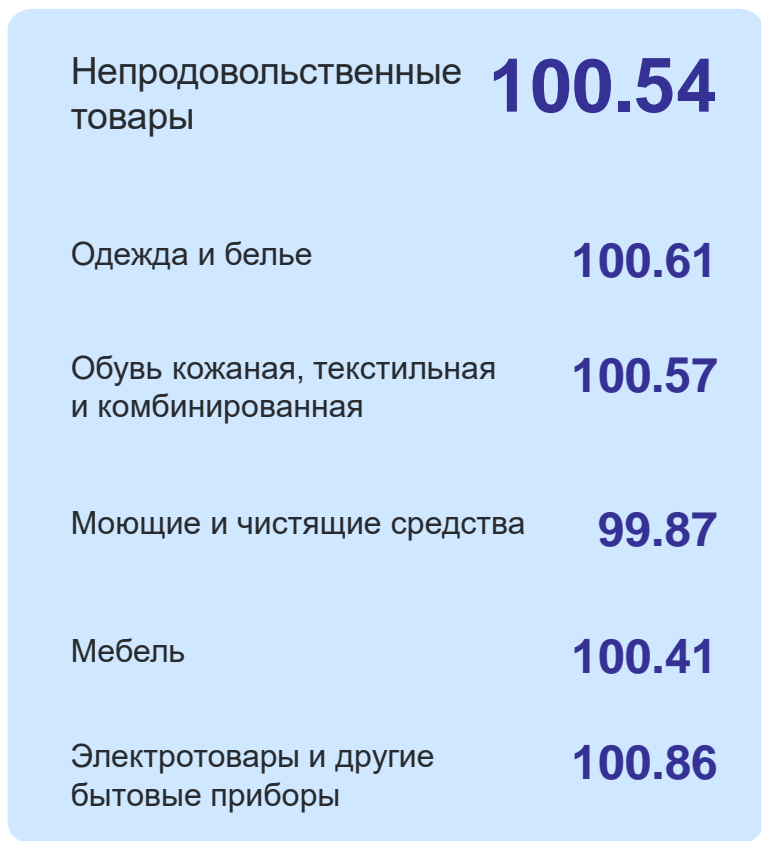 Непродовольственные 100.54
товары
Одежда и белье 100.61
Обувь кожаная, текстильная 100.57
и комбинированная
Моющие и чистящие средства 99.87
Мебель 100.41
Электротовары и другие 100.86
бытовые приборы